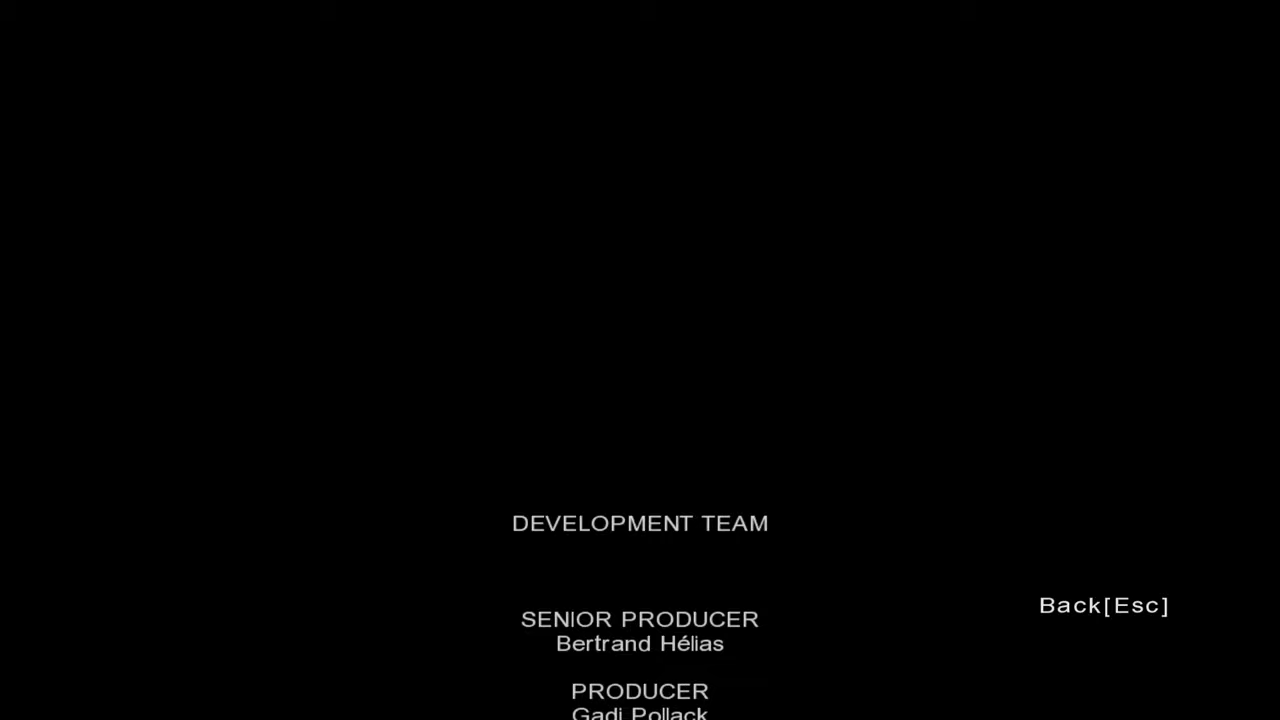 DEVELOPMENT TEAM
SENIOR PRODUCER
Bertrand Hélias
Back[Esc]
PRODUCER
Gadi Pollack